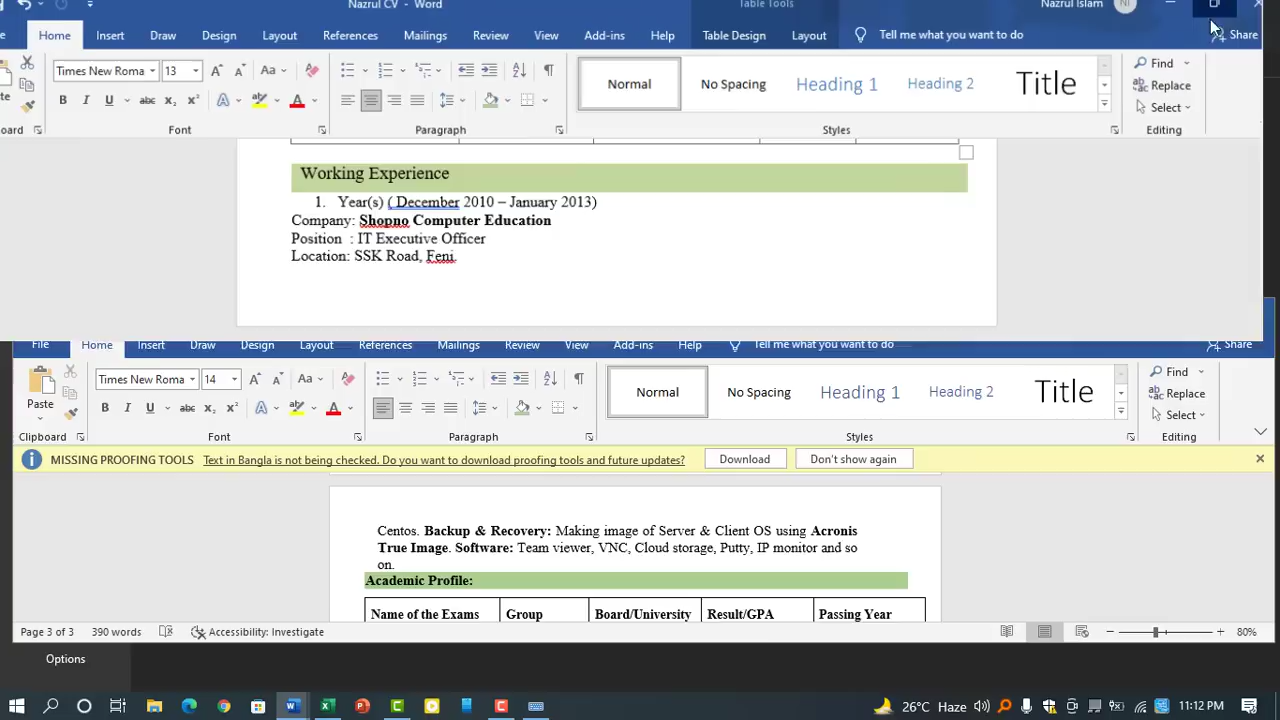 Nazrul CV - Word
Table Tools
Nazrul Islam
NI
Home Insert Draw Design Layout References Mailings Review View Add-ins Help Table Design Layout Tell me what you want to do Share
Times New Roma 13
Normal No Spacing Heading 1 Heading 2 Title
Find
Replace
Select
Font Paragraph Styles Editing
Working Experience
1. Year(s) ( December 2010 – January 2013)
Company: Shopno Computer Education
Position : IT Executive Officer
Location: SSK Road, Feni.
File Home Insert Draw Design Layout References Mailings Review View Add-ins Help Tell me what you want to do Share
Paste
Times New Roma 14
Normal No Spacing Heading 1 Heading 2 Title
Find
Replace
Select
Clipboard Font Paragraph Styles Editing
MISSING PROOFING TOOLS Text in Bangla is not being checked. Do you want to download proofing tools and future updates? Download Don't show again
Centos. Backup & Recovery: Making image of Server & Client OS using Acronis
True Image. Software: Team viewer, VNC, Cloud storage, Putty, IP monitor and so
on.
Academic Profile:
Name of the Exams Group Board/University Result/GPA Passing Year
Page 3 of 3 390 words Accessibility: Investigate 80%
Options
26°C Haze 11:12 PM